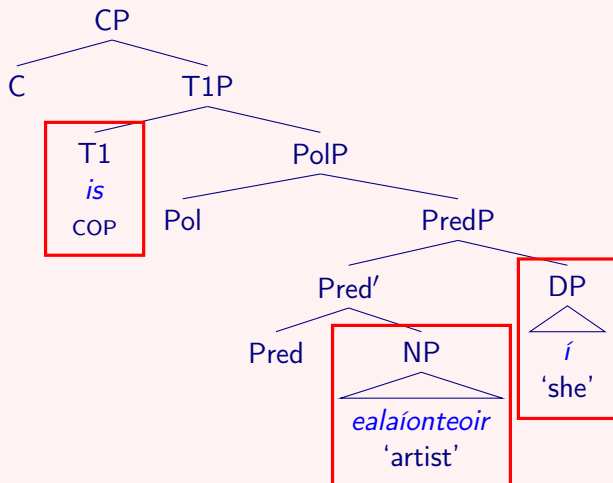 CP
C T1P
T1 PolP
is
COP Pol PredP
Pred′ DP
Pred NP í
‘she’
ealaíonteoir
‘artist’